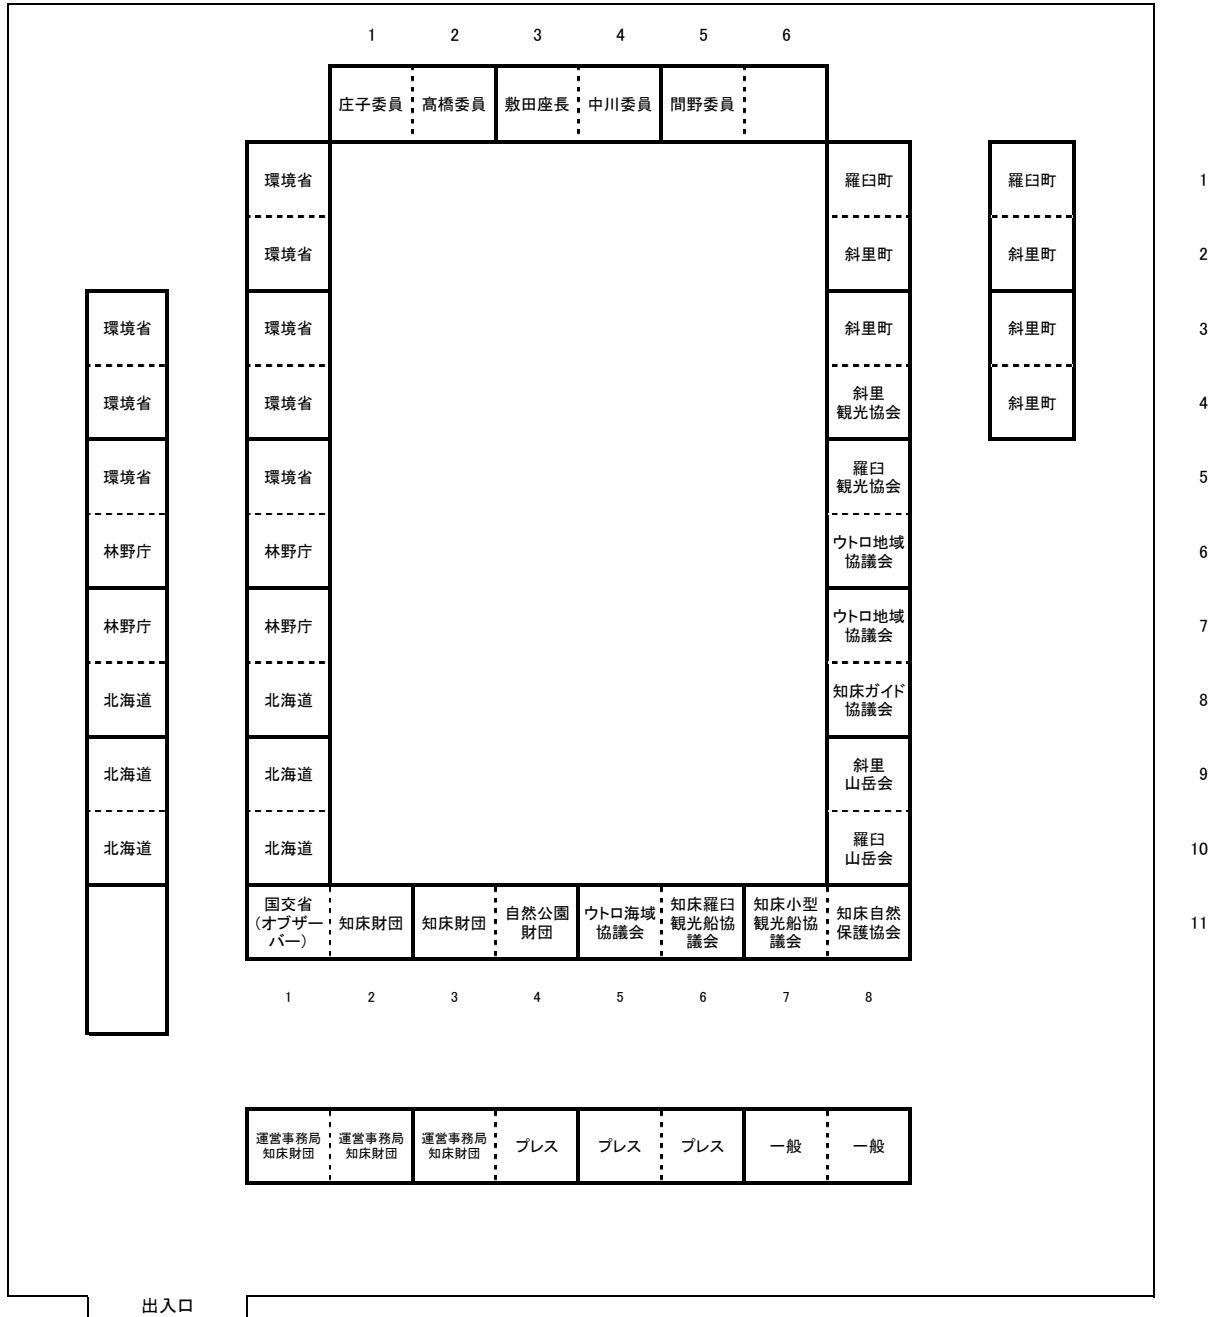 1 2 3 4 5 6
庄子委員 髙橋委員 敷田座長 中川委員 間野委員
環境省 羅臼町 羅臼町 1
環境省 斜里町 斜里町 2
環境省 環境省 斜里町 斜里町 3
環境省 環境省 斜里
観光協会 斜里町 4
環境省 環境省 羅臼
観光協会 5
林野庁 林野庁 ウトロ地域
協議会 6
林野庁 林野庁 ウトロ地域
協議会 7
北海道 北海道 知床ガイド
協議会 8
北海道 北海道 斜里
山岳会 9
北海道 北海道 羅臼
山岳会 10
国交省
(オブザー
バー)
知床財団
知床財団
自然公園
財団
ウトロ海域
協議会
知床羅臼
観光船協
議会
知床小型
観光船協
議会
知床自然
保護協会
11
1 2 3 4 5 6 7 8
運営事務局
知床財団
運営事務局
知床財団
運営事務局
知床財団
プレス
プレス
プレス
一般
一般
出入口